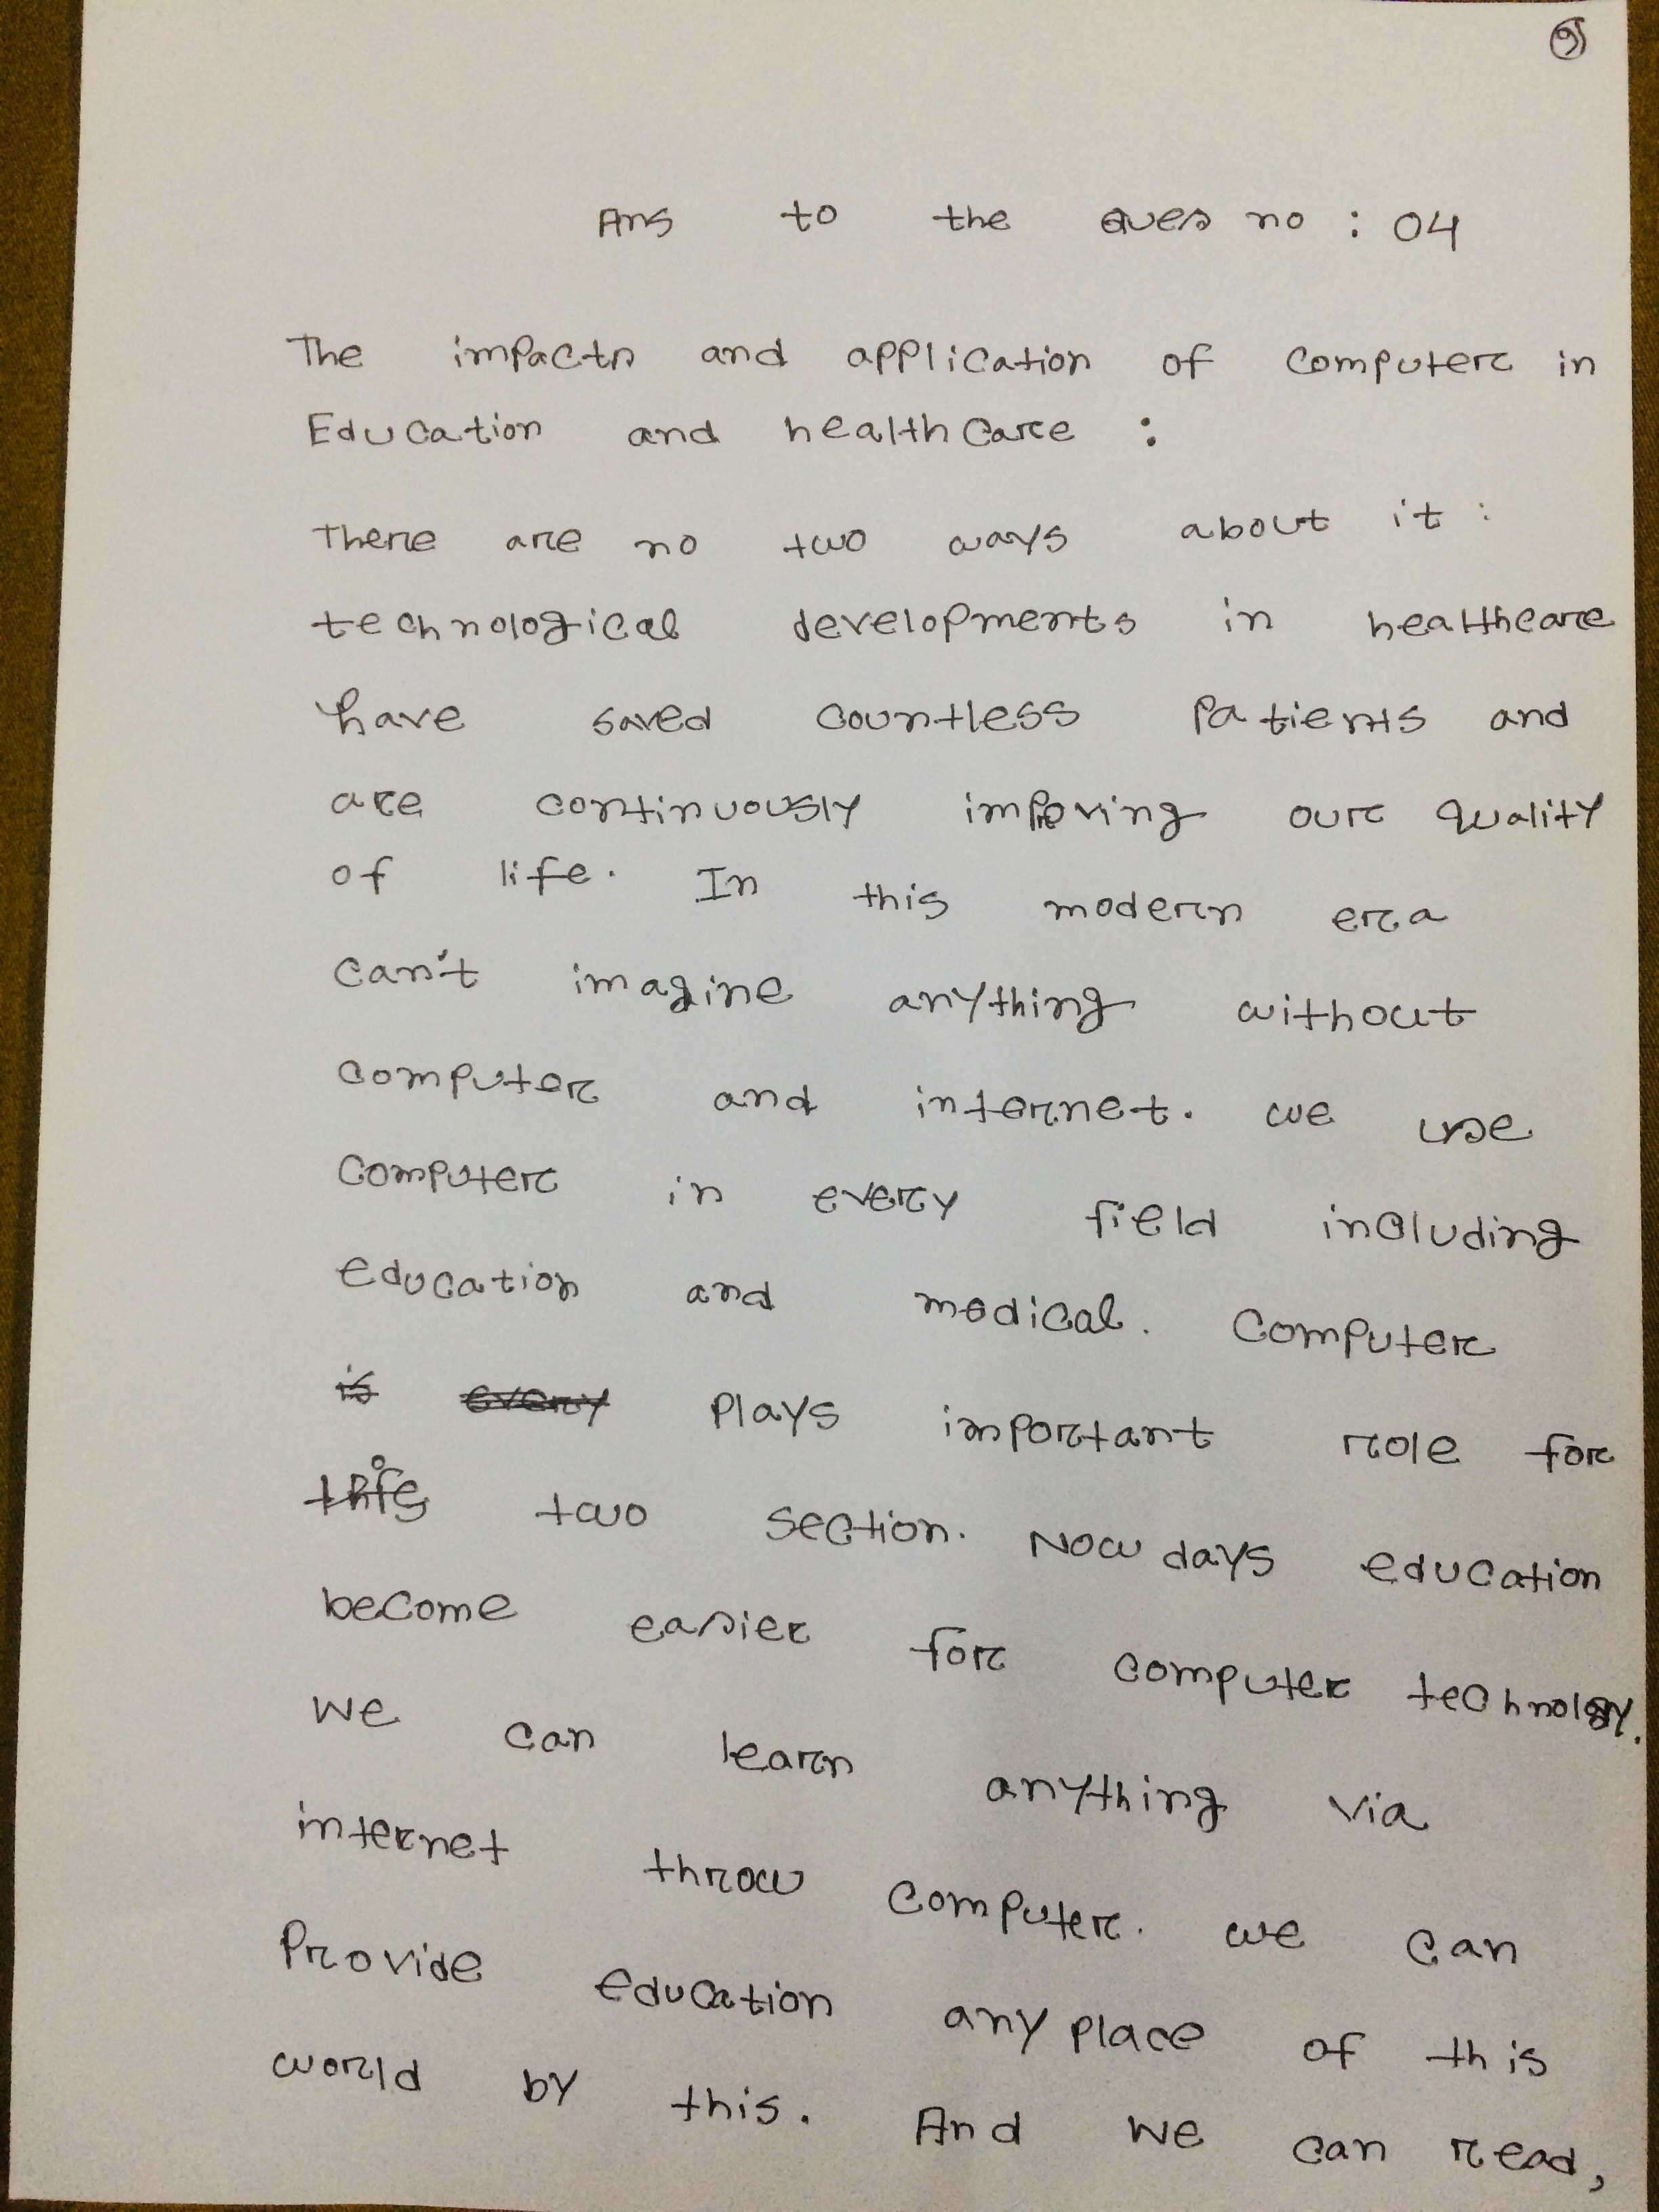 Ans to the Ques no : 04
The impacts and application of computer in
Education and healthcare :
There are no two ways about it :
technological developments in healthcare
have saved countless patients and
are continuously improving our quality
of life. In this modern era
can't imagine anything without
computer and internet. we use
computer in every field including
education and medical. Computer
is every plays important role for
this two section. Now days education
become easier for computer technology.
We can learn anything via
internet throw computer. we can
Provide education any place of this
world by this. And we can read,